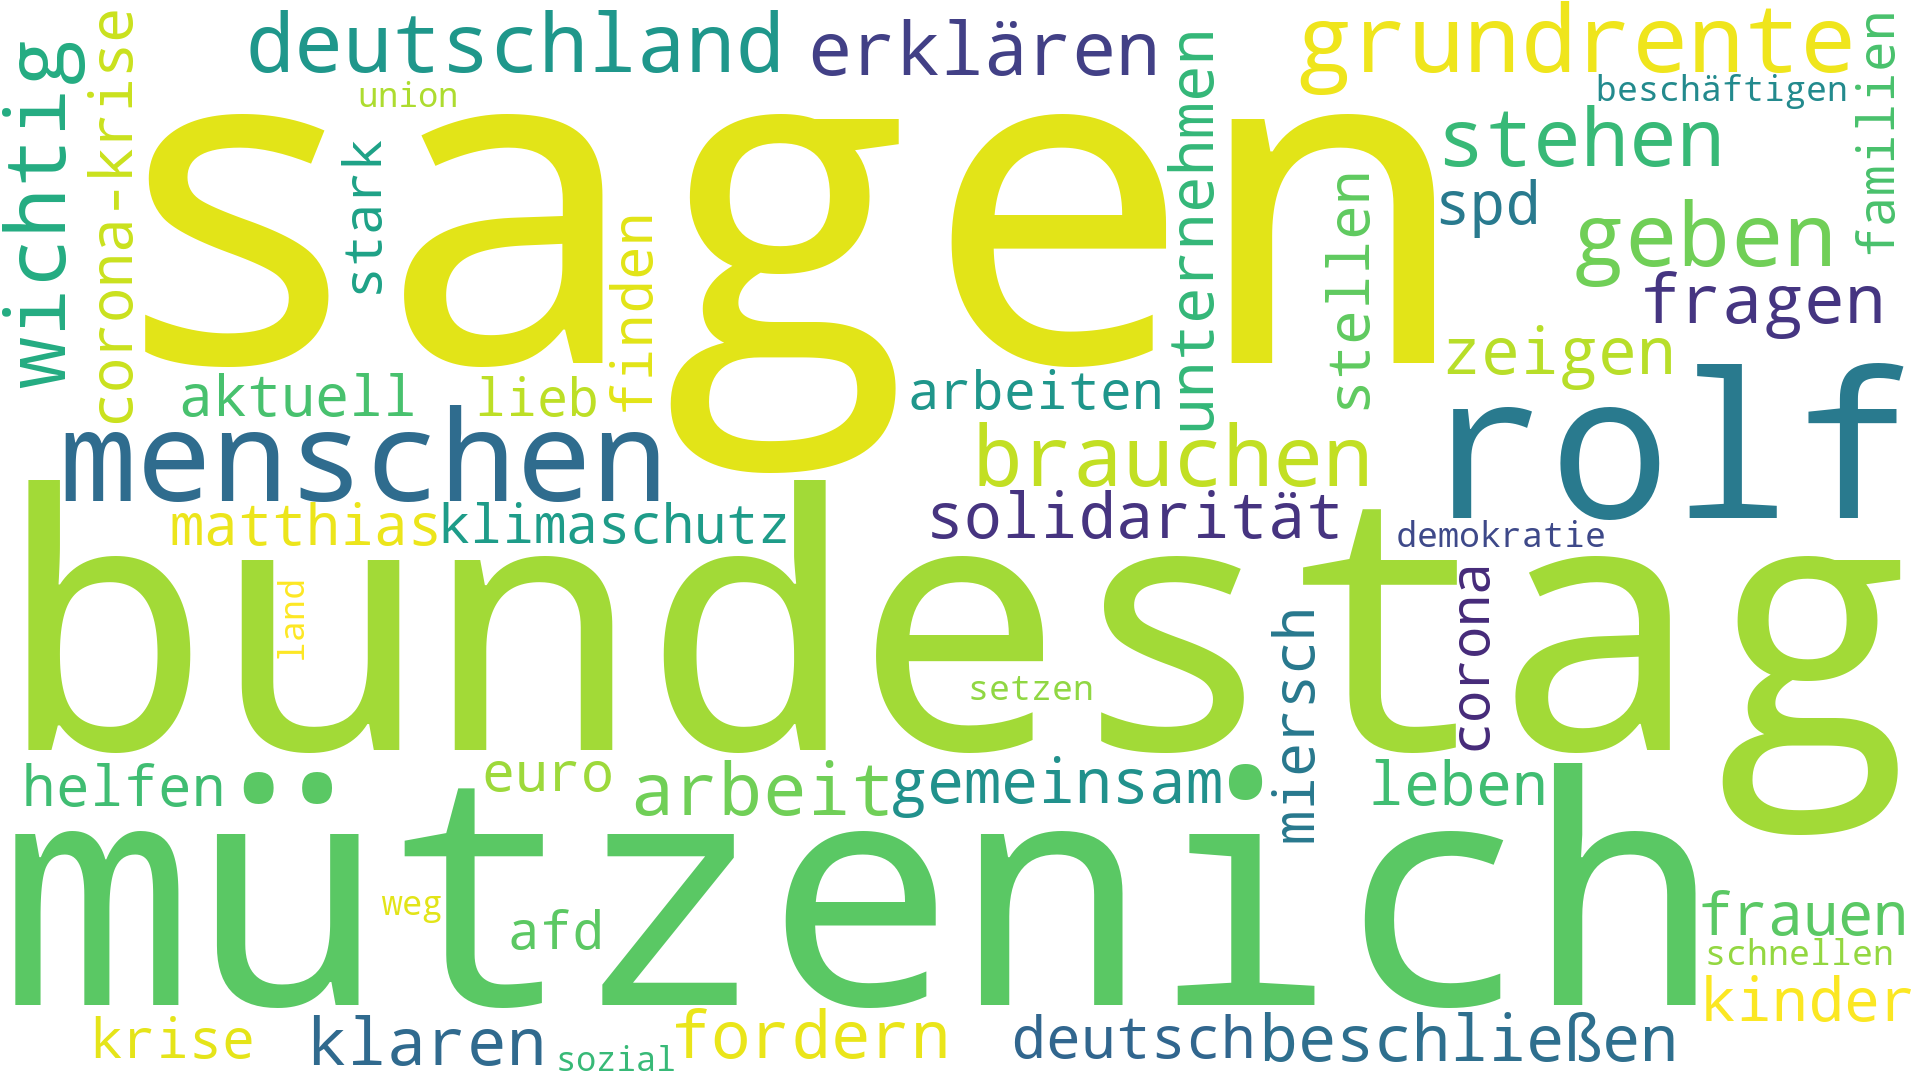 wichtig
corona-krise
deutschland
union
erklären
grundrente
beschäftigen
familien
sagen
stark
finden
unternehmen
stellen
stehen
spd
geben
fragen
zeigen
aktuell
lieb
arbeiten
menschen
brauchen
rolf
matthias
klimaschutz
solidarität
demokratie
bundestag
land
setzen
miersch
corona
helfen
euro
arbeit
gemeinsam
leben
mützenich
weg
afd
frauen
schnellen
kinder
krise
klaren
sozial
fordern
deutsch
beschließen